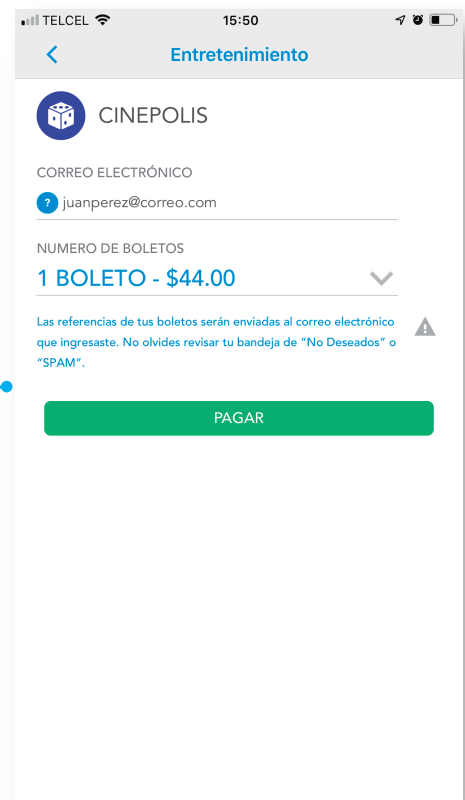 TELCEL 15:50
Entretenimiento
CINEPOLIS
CORREO ELECTRÓNICO
? juanperez@correo.com
NUMERO DE BOLETOS
1 BOLETO - $44.00
Las referencias de tus boletos serán enviadas al correo electrónico
que ingresaste. No olvides revisar tu bandeja de “No Deseados” o
“SPAM”.
PAGAR